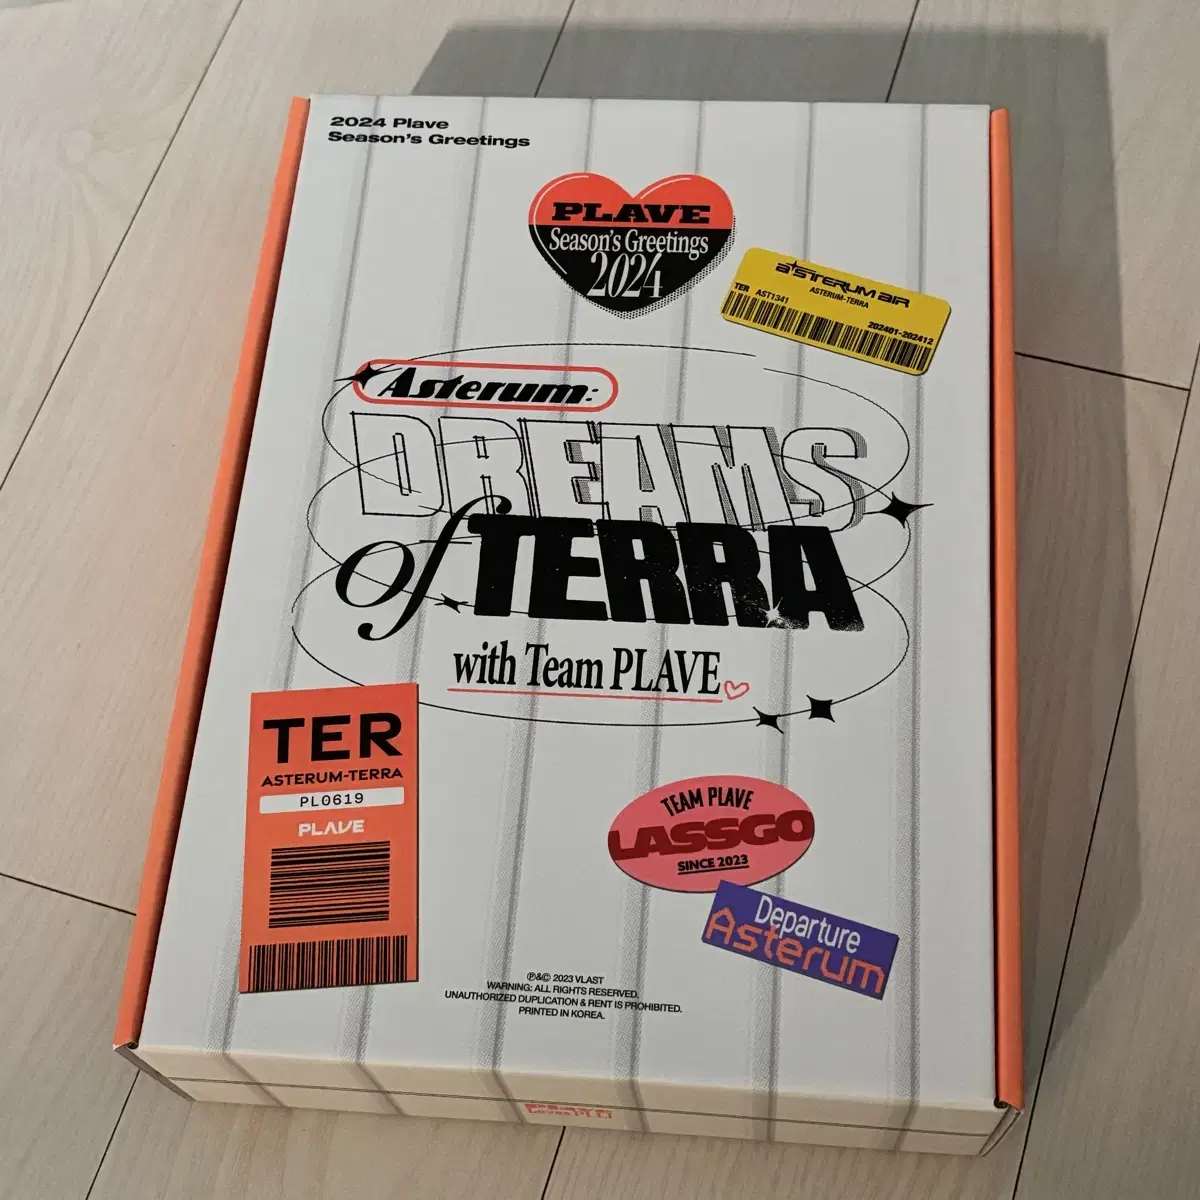 2024 Plave
Season's Greetings
PLAVE
Season's Greetings
2024
asterum air
ASTERUM-TERRA
TER AST1341
202401-202412
Asterum:
DREAMS
of TERRA
with Team PLAVE
TER
ASTERUM-TERRA
PL0619
PLAVE
TEAM PLAVE
LASSGO
SINCE 2023
Departure
Asterum
℗&© 2023 VLAST
WARNING: ALL RIGHTS RESERVED.
UNAUTHORIZED DUPLICATION & RENT IS PROHIBITED.
PRINTED IN KOREA.